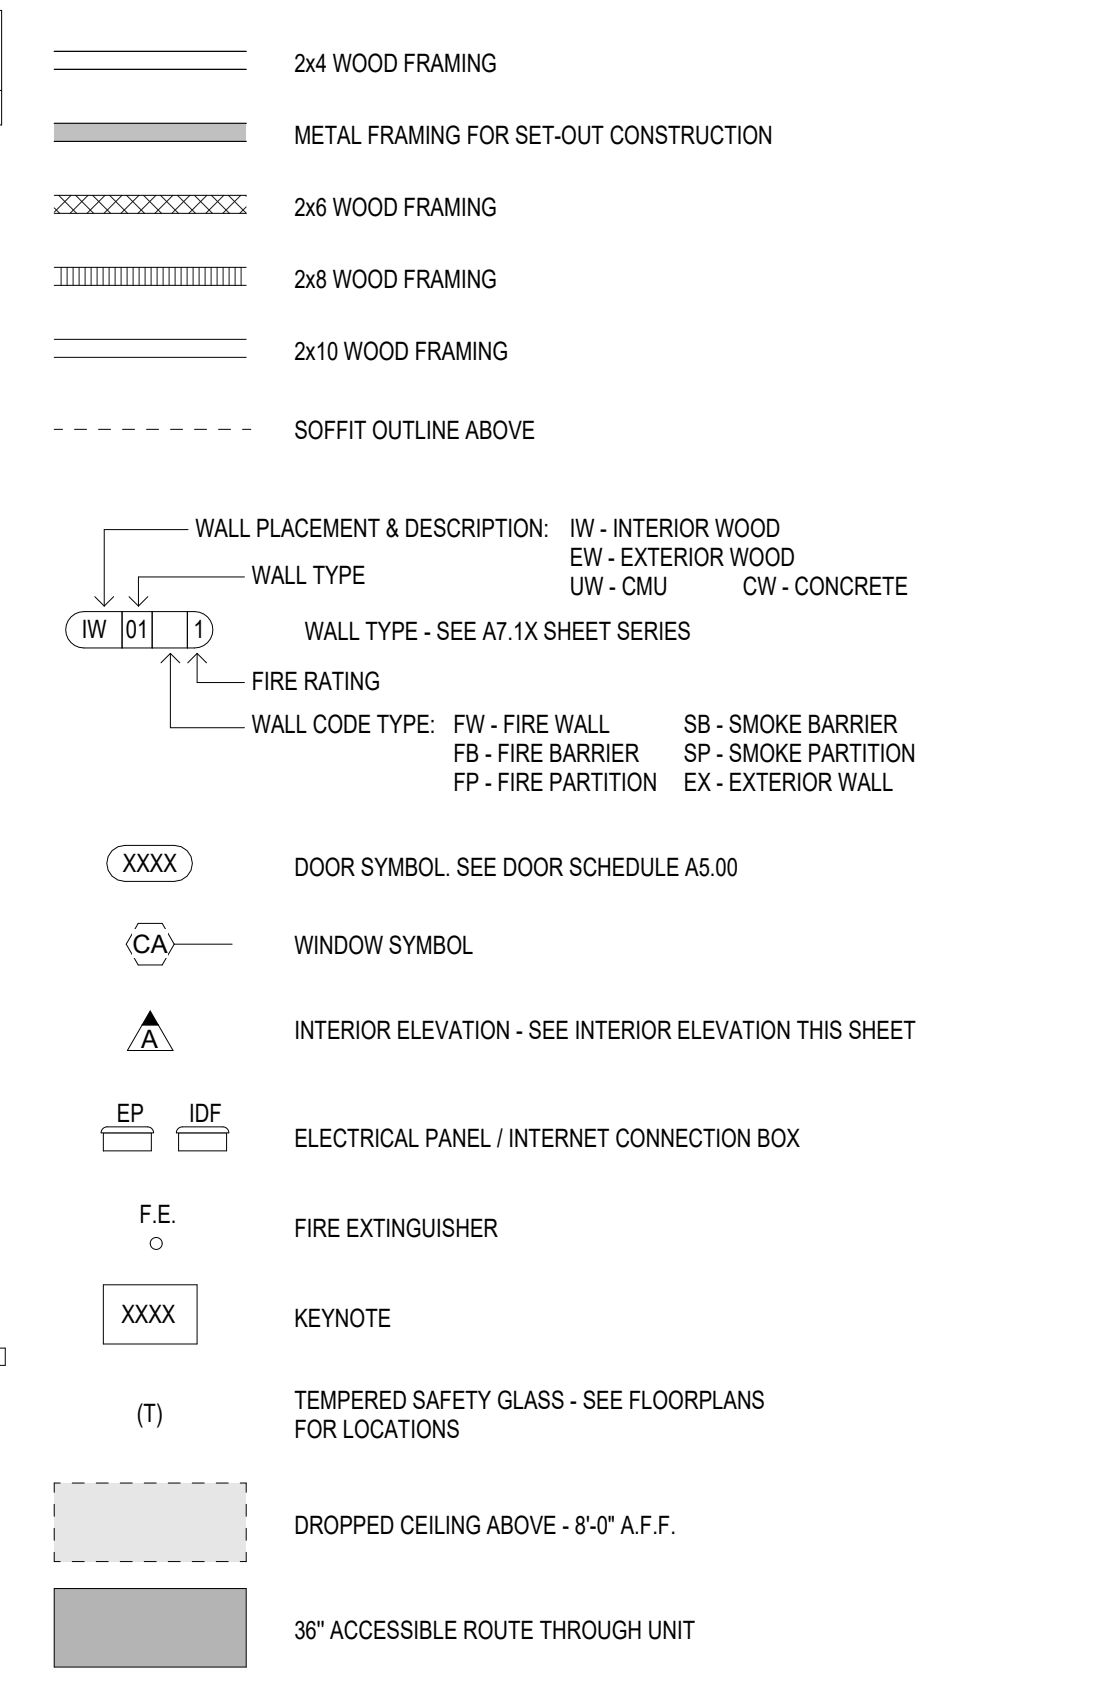 2x4 WOOD FRAMING
METAL FRAMING FOR SET-OUT CONSTRUCTION
2x6 WOOD FRAMING
2x8 WOOD FRAMING
2x10 WOOD FRAMING
SOFFIT OUTLINE ABOVE
WALL PLACEMENT & DESCRIPTION: IW - INTERIOR WOOD
EW - EXTERIOR WOOD
WALL TYPE
UW - CMU CW - CONCRETE
IW 01 1 WALL TYPE - SEE A7.1X SHEET SERIES
FIRE RATING
WALL CODE TYPE: FW - FIRE WALL SB - SMOKE BARRIER
FB - FIRE BARRIER SP - SMOKE PARTITION
FP - FIRE PARTITION EX - EXTERIOR WALL
XXXX DOOR SYMBOL. SEE DOOR SCHEDULE A5.00
CA WINDOW SYMBOL
A INTERIOR ELEVATION - SEE INTERIOR ELEVATION THIS SHEET
EP IDF
ELECTRICAL PANEL / INTERNET CONNECTION BOX
F.E.
FIRE EXTINGUISHER
XXXX KEYNOTE
(T) TEMPERED SAFETY GLASS - SEE FLOORPLANS
FOR LOCATIONS
DROPPED CEILING ABOVE - 8'-0" A.F.F.
36" ACCESSIBLE ROUTE THROUGH UNIT